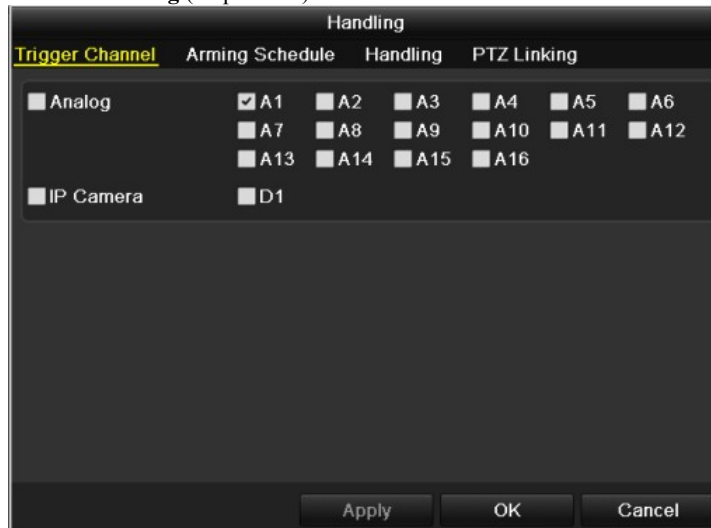 Handling
Trigger Channel Arming Schedule Handling PTZ Linking
Analog A1 A2 A3 A4 A5 A6
A7 A8 A9 A10 A11 A12
A13 A14 A15 A16
IP Camera D1
Apply OK Cancel